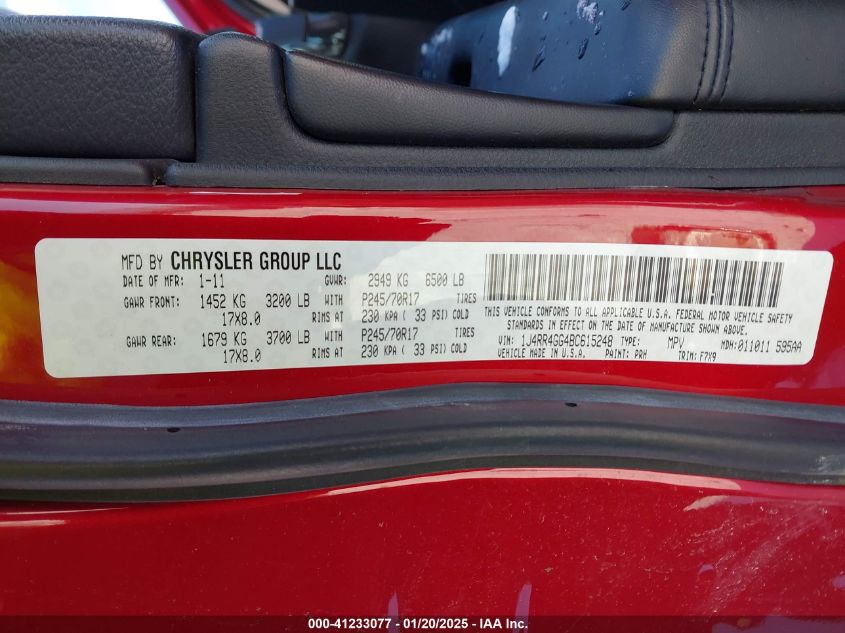 MFD BY CHRYSLER GROUP LLC
DATE OF MFR: 1-11 GVWR: 2949 KG 6500 LB
GAWR FRONT: 1452 KG 3200 LB WITH P245/70R17 TIRES
17X8.0 RIMS AT 230 KPA ( 33 PSI) COLD
GAWR REAR: 1679 KG 3700 LB WITH P245/70R17 TIRES
17X8.0 RIMS AT 230 KPA ( 33 PSI) COLD
THIS VEHICLE CONFORMS TO ALL APPLICABLE U.S.A. FEDERAL MOTOR VEHICLE SAFETY
STANDARDS IN EFFECT ON THE DATE OF MANUFACTURE SHOWN ABOVE.
VIN: 1J4RR4GG4BC615248 TYPE: MPV MDH: 011011 595AA
VEHICLE MADE IN U.S.A. PAINT: PRH TRIM: F7X9
000-41233077 - 01/20/2025 - IAA Inc.